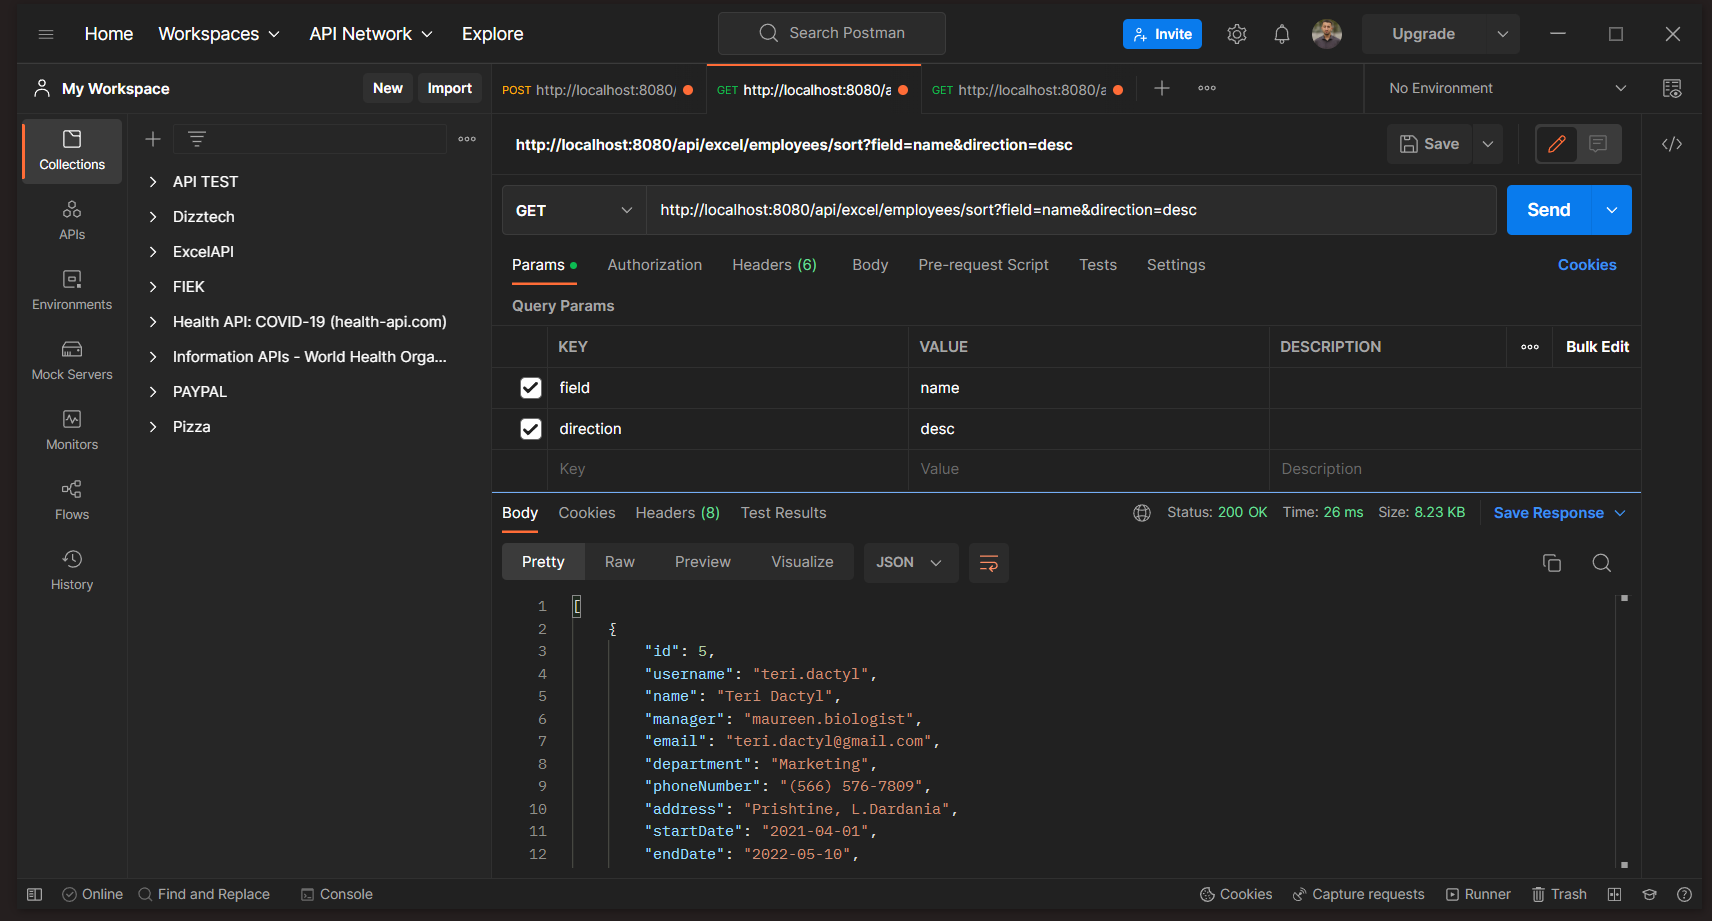 Home Workspaces API Network Explore Search Postman Invite Upgrade
My Workspace New Import
POST http://localhost:8080/ GET http://localhost:8080/a GET http://localhost:8080/a No Environment
Collections
APIs
Environments
Mock Servers
Monitors
Flows
History
API TEST
Dizztech
ExcelAPI
FIEK
Health API: COVID-19 (health-api.com)
Information APIs - World Health Orga...
PAYPAL
Pizza
http://localhost:8080/api/excel/employees/sort?field=name&direction=desc Save
GET http://localhost:8080/api/excel/employees/sort?field=name&direction=desc Send
Params Authorization Headers (6) Body Pre-request Script Tests Settings Cookies
Query Params
KEY VALUE DESCRIPTION Bulk Edit
field name
direction desc
Key Value Description
Body Cookies Headers (8) Test Results Status: 200 OK Time: 26 ms Size: 8.23 KB Save Response
Pretty Raw Preview Visualize JSON
1 [
2 {
3 "id": 5,
4 "username": "teri.dactyl",
5 "name": "Teri Dactyl",
6 "manager": "maureen.biologist",
7 "email": "teri.dactyl@gmail.com",
8 "department": "Marketing",
9 "phoneNumber": "(566) 576-7809",
10 "address": "Prishtine, L.Dardania",
11 "startDate": "2021-04-01",
12 "endDate": "2022-05-10",
Online Find and Replace Console Cookies Capture requests Runner Trash